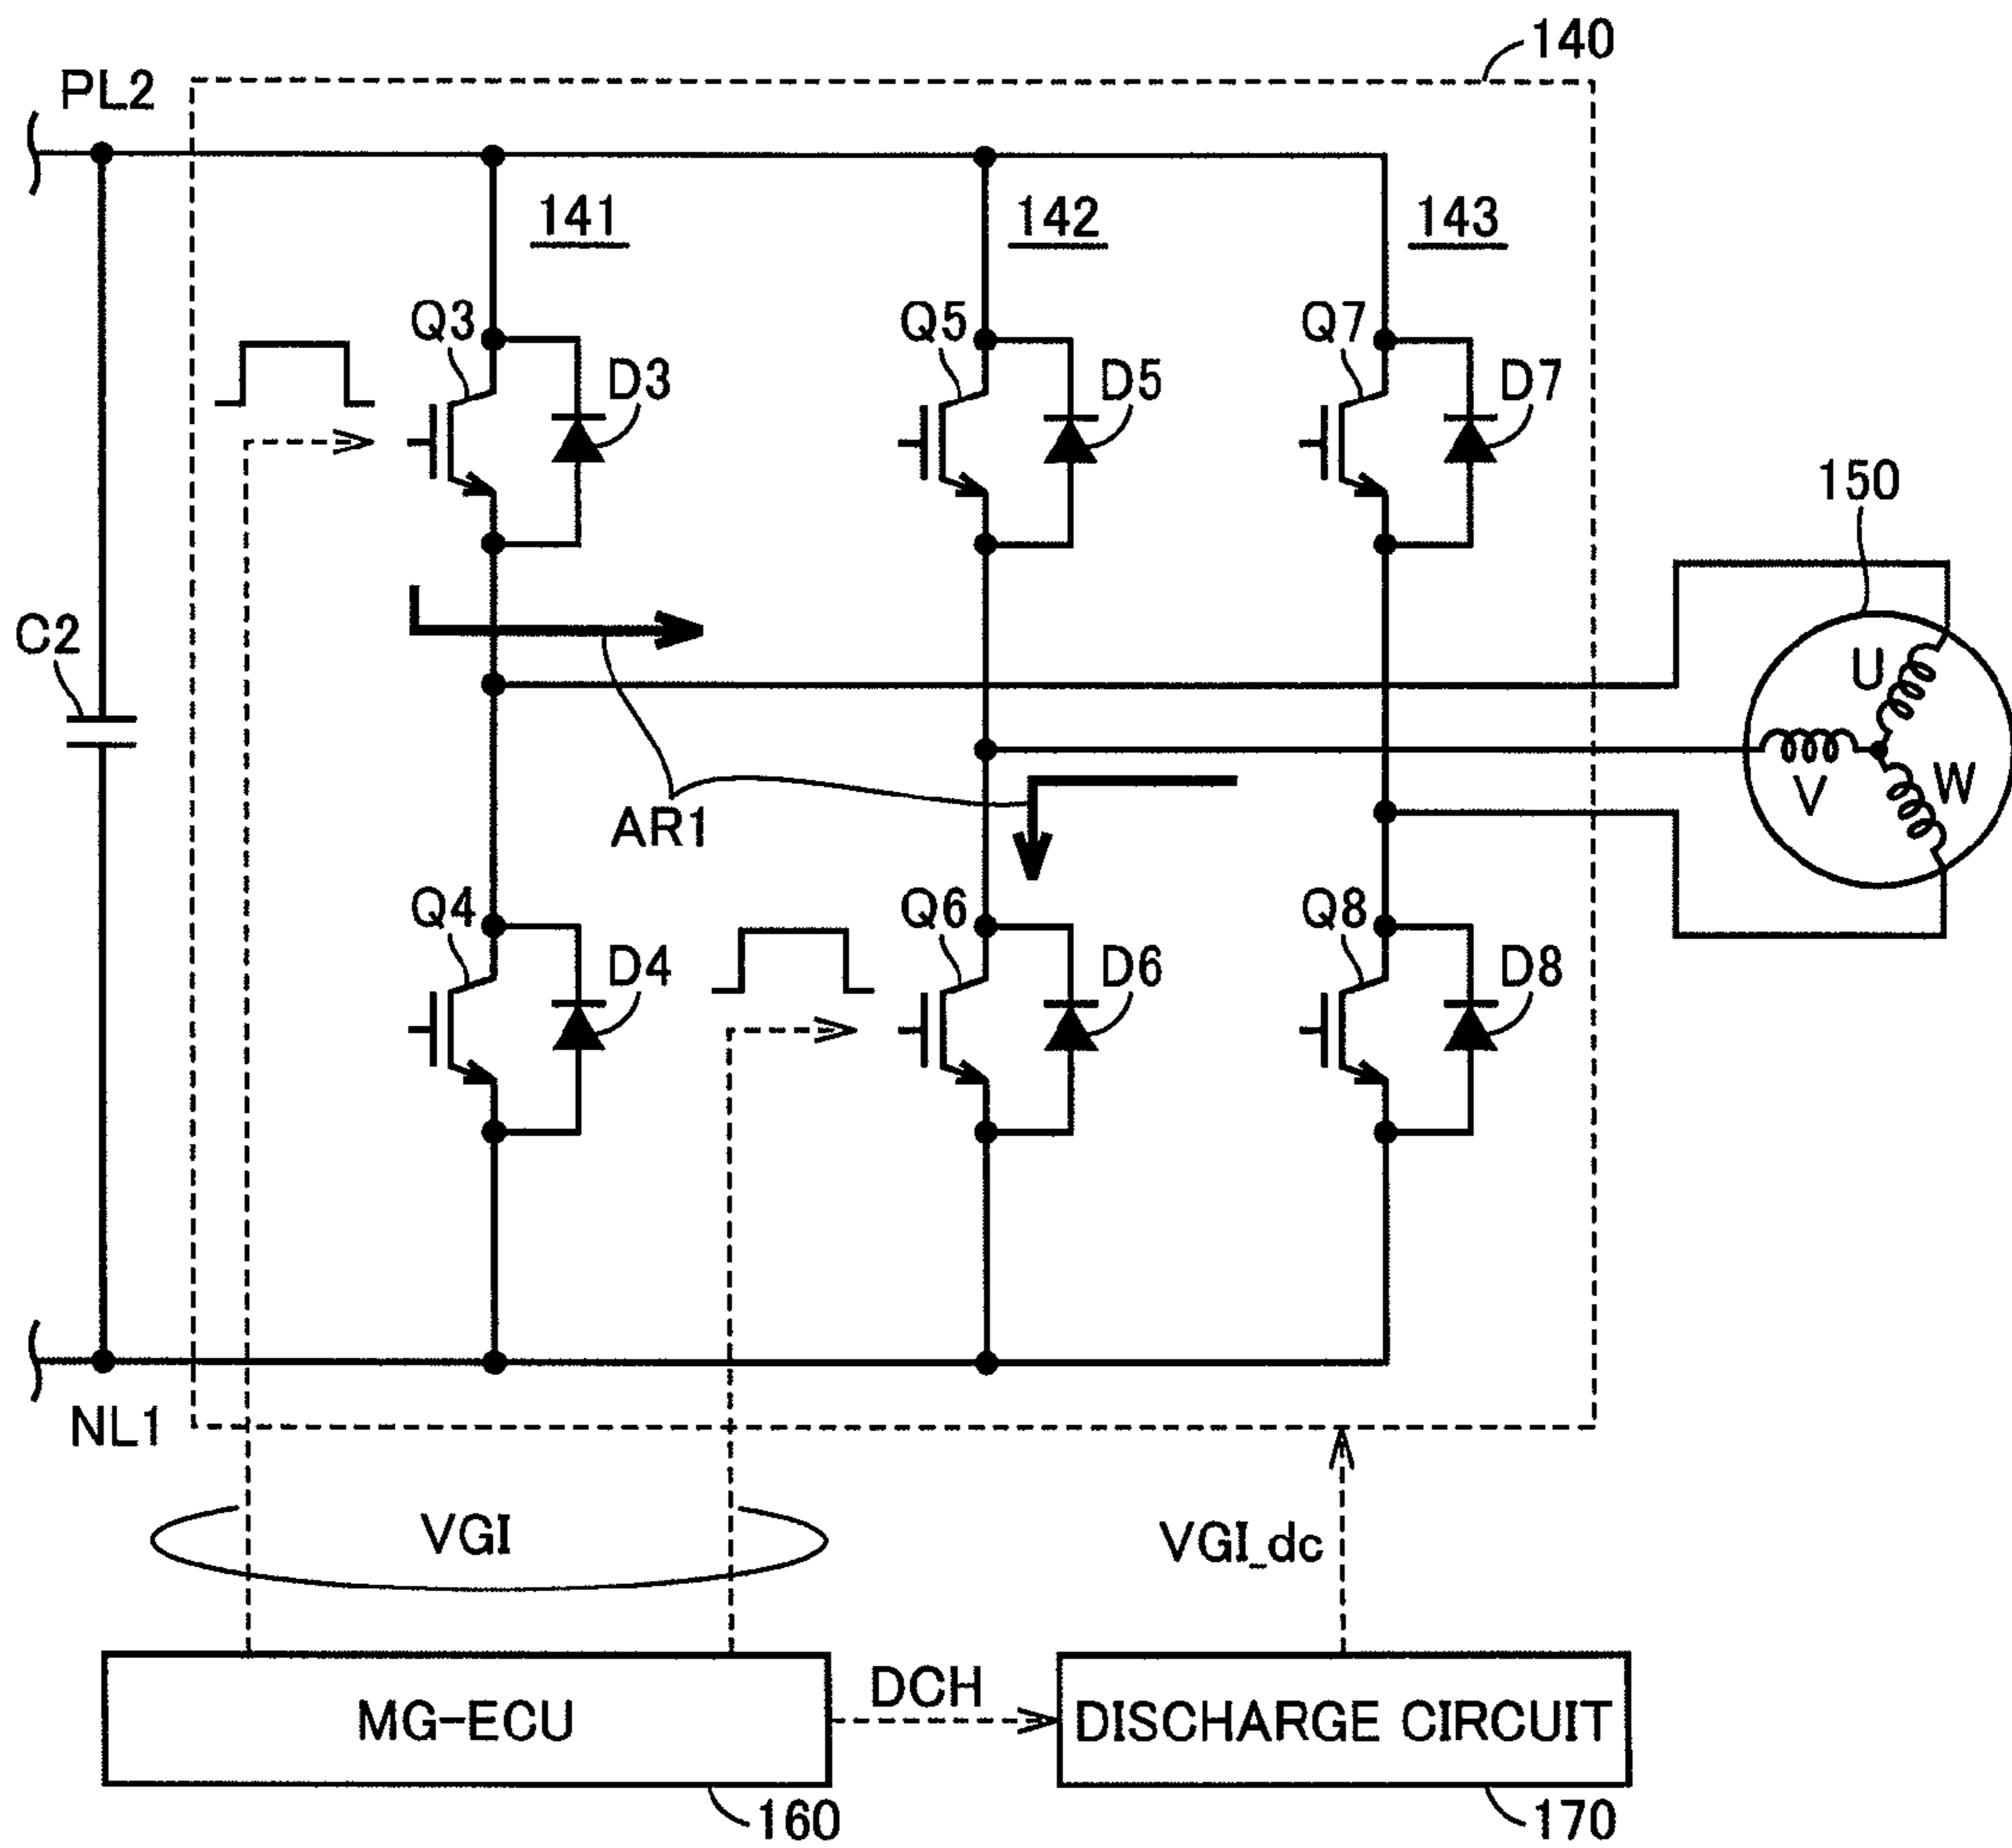 140
PL2
141
142
143
Q3
Q5
Q7
D3
D5
D7
150
C2
U
V
W
AR1
Q4
Q6
Q8
D4
D6
D8
NL1
VGI
VGI_dc
MG-ECU
DCH
DISCHARGE CIRCUIT
160
170